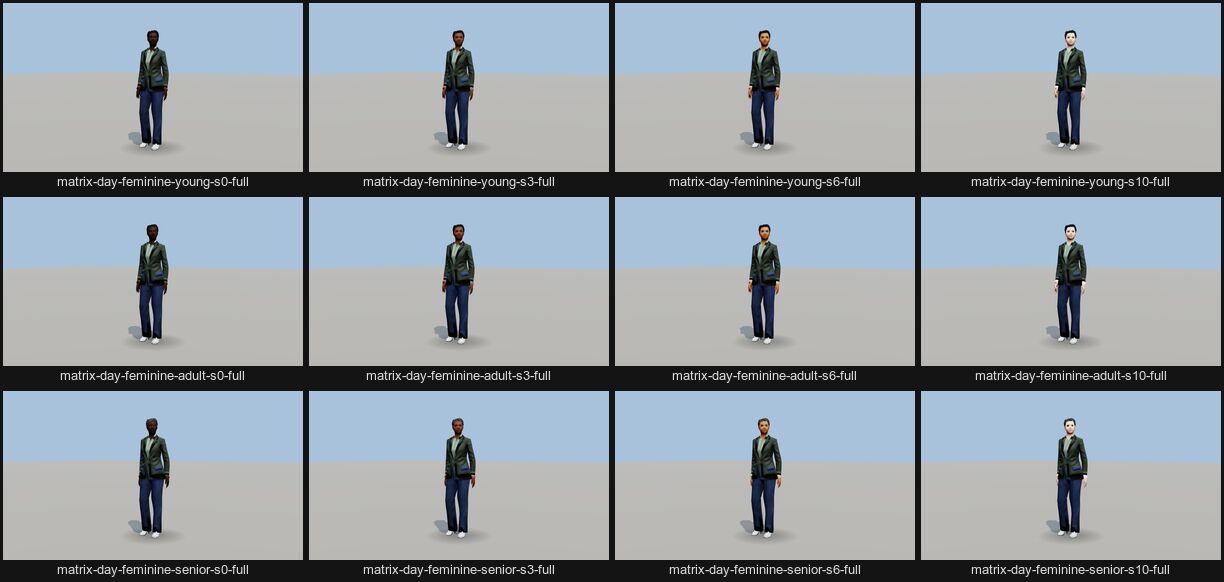 matrix-day-feminine-young-s0-full
matrix-day-feminine-young-s3-full
matrix-day-feminine-young-s6-full
matrix-day-feminine-young-s10-full
matrix-day-feminine-adult-s0-full
matrix-day-feminine-adult-s3-full
matrix-day-feminine-adult-s6-full
matrix-day-feminine-adult-s10-full
matrix-day-feminine-senior-s0-full
matrix-day-feminine-senior-s3-full
matrix-day-feminine-senior-s6-full
matrix-day-feminine-senior-s10-full